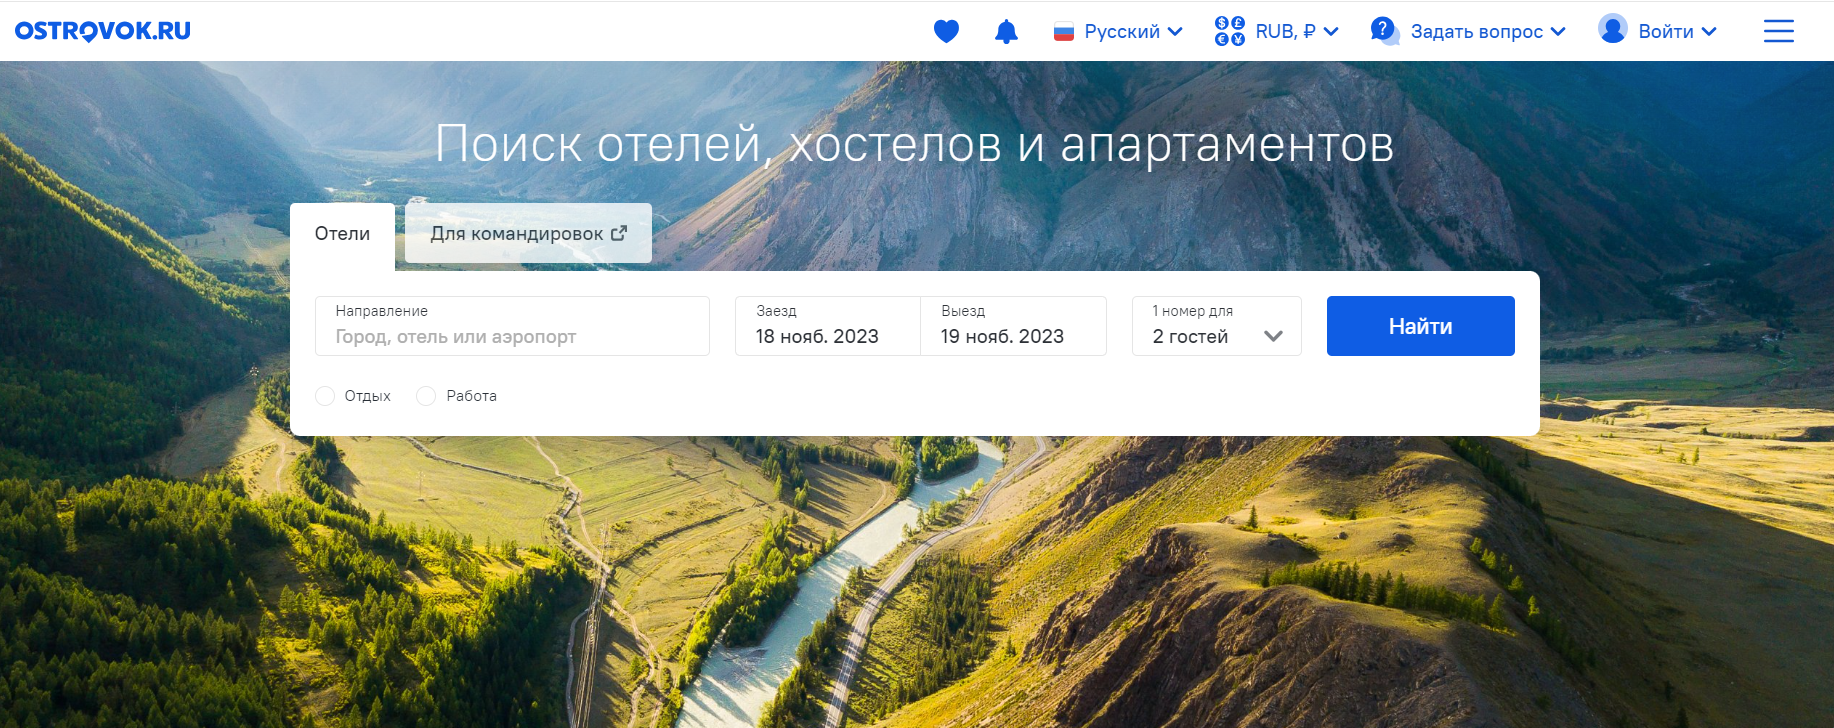 OSTROVOK.RU
Русский
RUB, ₽
Задать вопрос
Войти
Поиск отелей, хостелов и апартаментов
Отели
Для командировок
Направление
Город, отель или аэропорт
Заезд
18 нояб. 2023
Выезд
19 нояб. 2023
1 номер для
2 гостей
Найти
Отдых
Работа